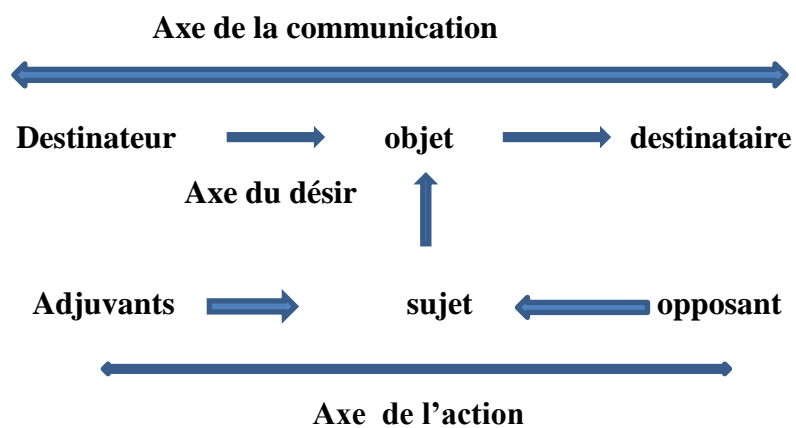 Axe de la communication
Destinateur objet destinataire
Axe du désir
Adjuvants sujet opposant
Axe de l’action